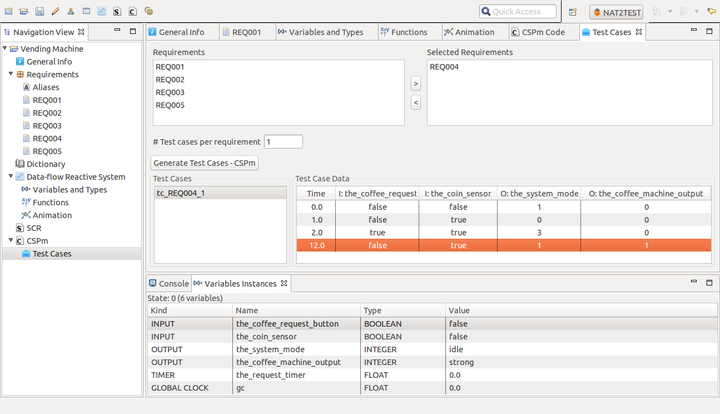 Quick Access
NAT2TEST
Navigation View
Vending Machine
General Info
Requirements
Aliases
REQ001
REQ002
REQ003
REQ004
REQ005
Dictionary
Data-flow Reactive System
Variables and Types
Functions
Animation
S SCR
C CSPm
Test Cases
General Info
REQ001
Variables and Types
Functions
Animation
CSPm Code
Test Cases
Requirements
REQ001
REQ002
REQ003
REQ005
>
<
Selected Requirements
REQ004
# Test cases per requirement 1
Generate Test Cases - CSPm
Test Cases
tc_REQ004_1
Test Case Data
Time I: the_coffee_request I: the_coin_sensor O: the_system_mode O: the_coffee_machine_output
0.0 false false 1 0
1.0 false true 0 0
2.0 true true 3 0
12.0 false true 1 1
Console Variables Instances
State: 0 (6 variables)
Kind Name Type Value
INPUT the_coffee_request_button BOOLEAN false
INPUT the_coin_sensor BOOLEAN false
OUTPUT the_system_mode INTEGER idle
OUTPUT the_coffee_machine_output INTEGER strong
TIMER the_request_timer FLOAT 0.0
GLOBAL CLOCK gc FLOAT 0.0